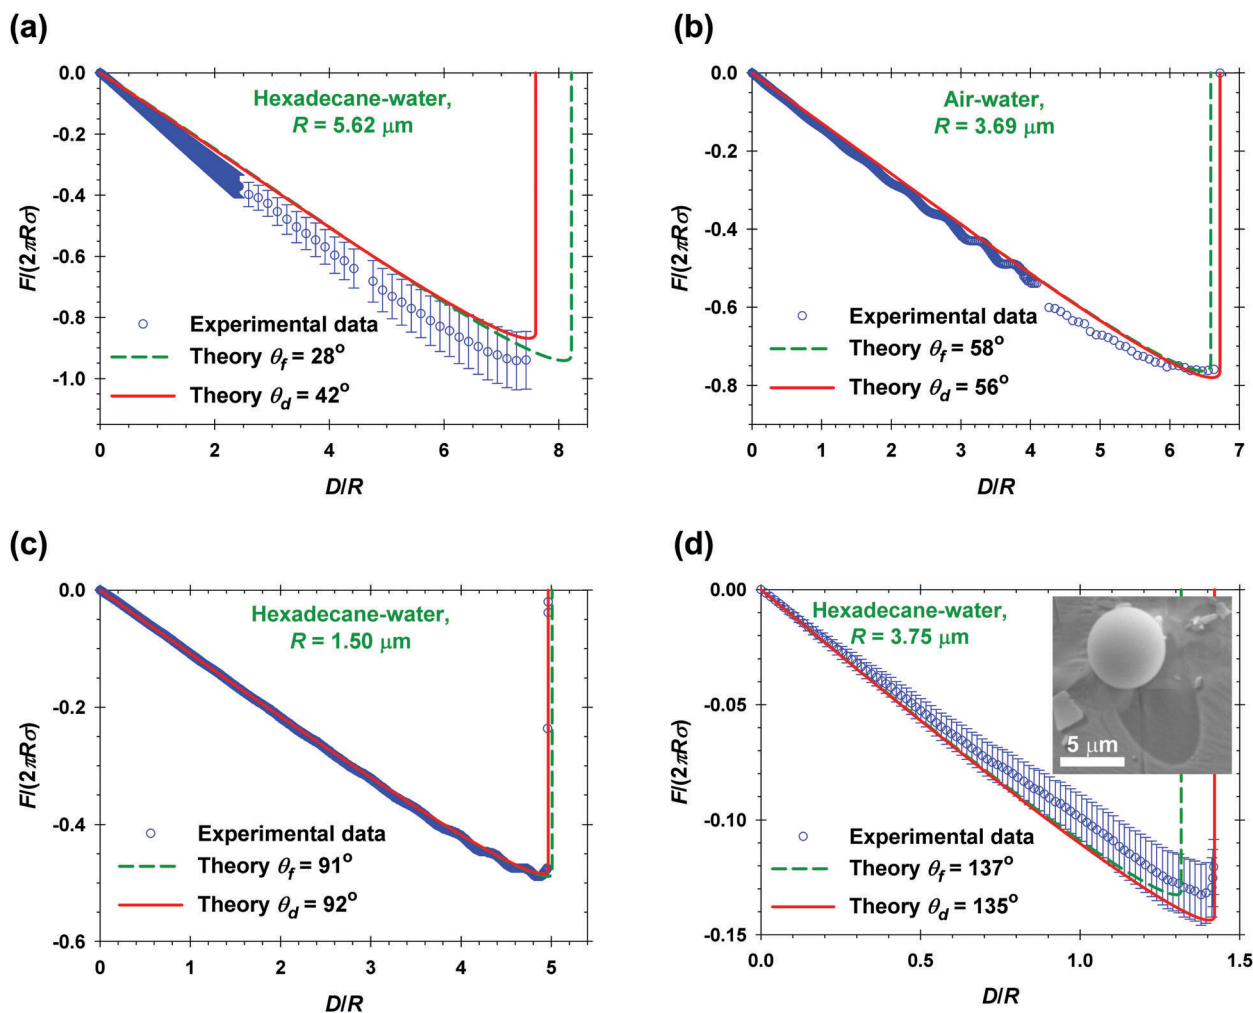 (a)
0.0
-0.2
-0.4
-0.6
-0.8
-1.0
F/(2πRσ)
Hexadecane-water,
R = 5.62 μm
Experimental data
Theory θf = 28°
Theory θd = 42°
0 2 4 6 8
D/R
(b)
0.0
-0.2
-0.4
-0.6
-0.8
F/(2πRσ)
Air-water,
R = 3.69 μm
Experimental data
Theory θf = 58°
Theory θd = 56°
0 1 2 3 4 5 6 7
D/R
(c)
0.0
-0.2
-0.4
-0.6
F/(2πRσ)
Hexadecane-water,
R = 1.50 μm
Experimental data
Theory θf = 91°
Theory θd = 92°
0 1 2 3 4 5
D/R
(d)
0.00
-0.05
-0.10
-0.15
F/(2πRσ)
Hexadecane-water,
R = 3.75 μm
5 μm
Experimental data
Theory θf = 137°
Theory θd = 135°
0.0 0.5 1.0 1.5
D/R